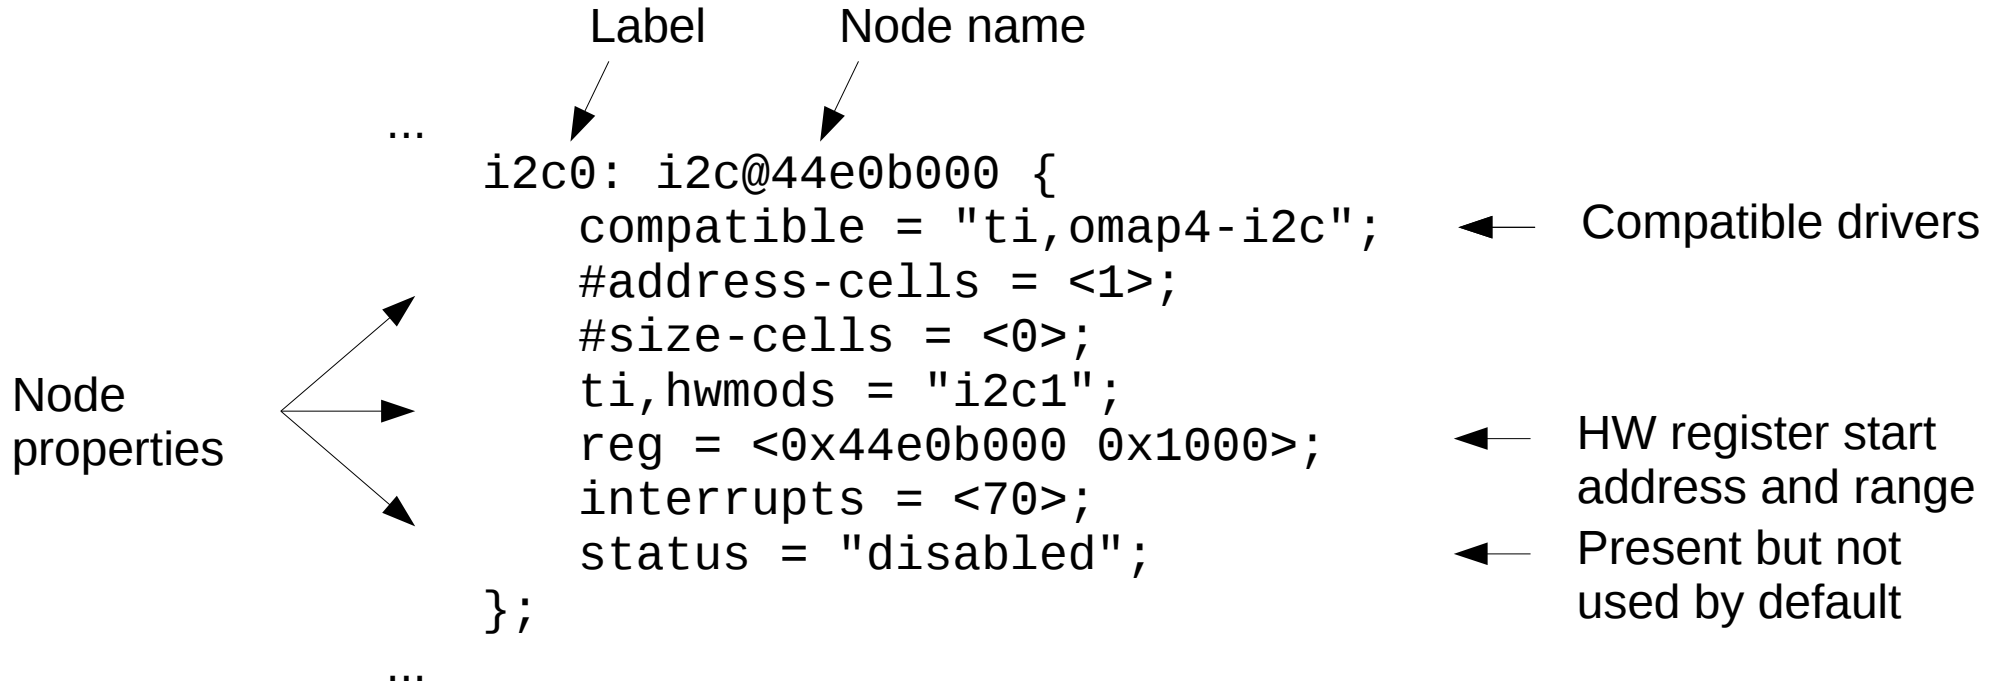 Label
Node name
...
i2c0: i2c@44e0b000 {
compatible = "ti,omap4-i2c";
Compatible drivers
#address-cells = <1>;
#size-cells = <0>;
Node
properties
ti,hwmods = "i2c1";
reg = <0x44e0b000 0x1000>;
HW register start
address and range
interrupts = <70>;
status = "disabled";
Present but not
used by default
};
...